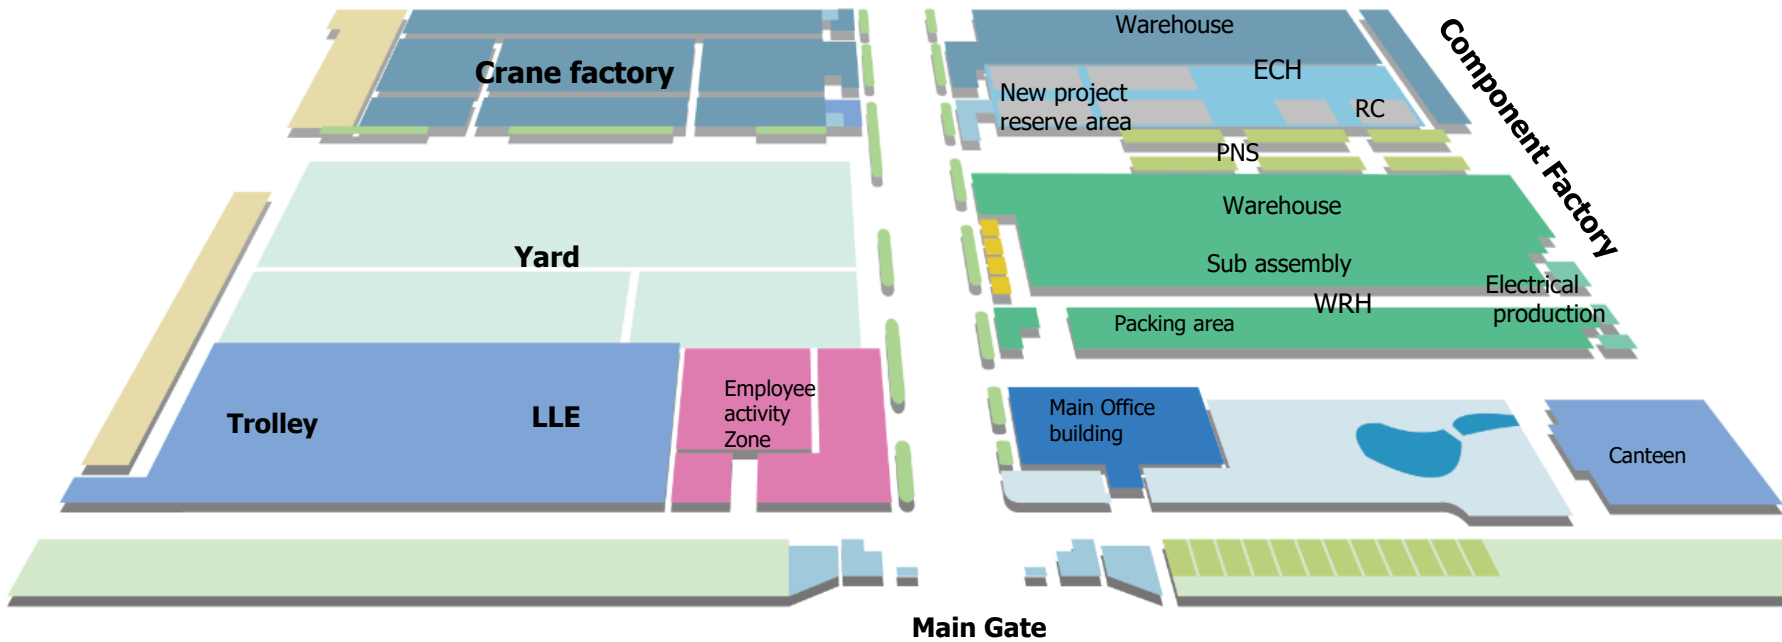 Warehouse
Crane factory
ECH
New project
reserve area
RC
Component Factory
PNS
Warehouse
Yard
Sub assembly
Electrical
production
WRH
Packing area
Trolley
LLE
Employee
activity
Zone
Main Office
building
Canteen
Main Gate